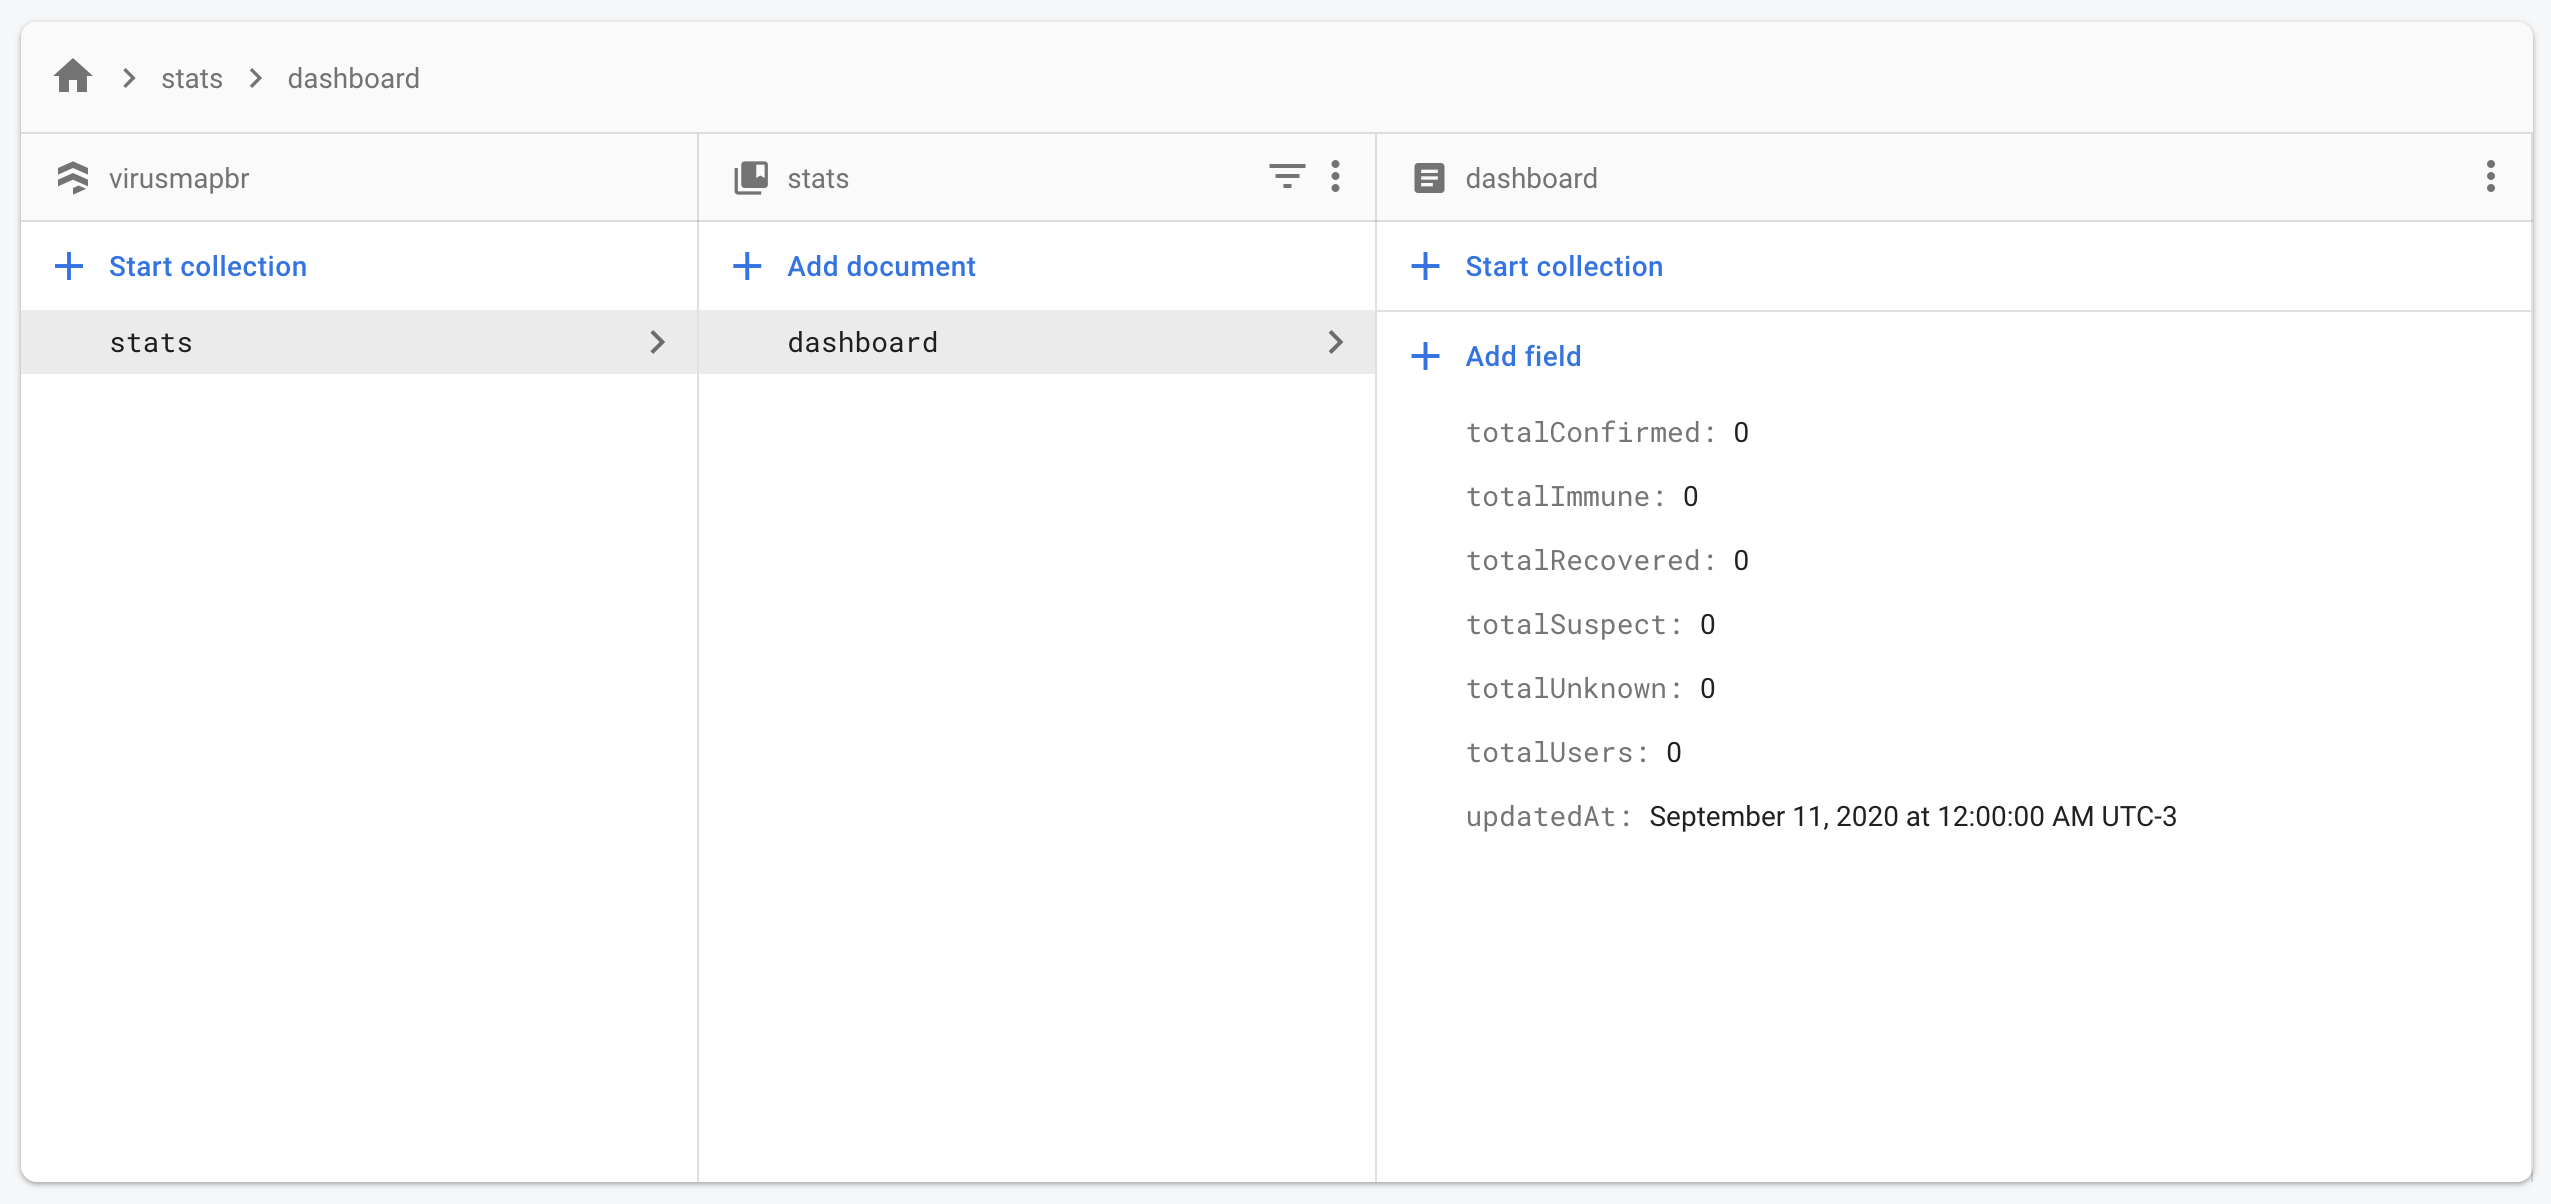 stats dashboard
virusmapbr
Start collection
stats
stats
Add document
dashboard
dashboard
Start collection
Add field
totalConfirmed: 0
totalImmune: 0
totalRecovered: 0
totalSuspect: 0
totalUnknown: 0
totalUsers: 0
updatedAt: September 11, 2020 at 12:00:00 AM UTC-3